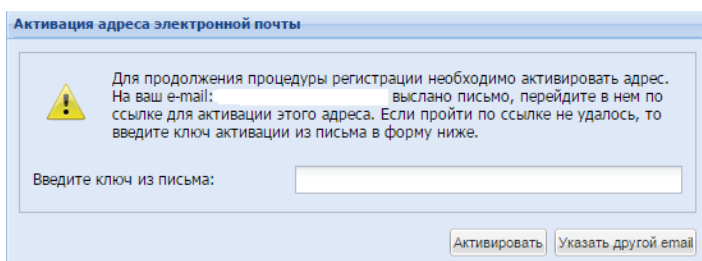 Активация адреса электронной почты
Для продолжения процедуры регистрации необходимо активировать адрес.
На ваш e-mail: выслано письмо, перейдите в нем по
ссылке для активации этого адреса. Если пройти по ссылке не удалось, то
введите ключ активации из письма в форму ниже.
Введите ключ из письма:
Активировать Указать другой email